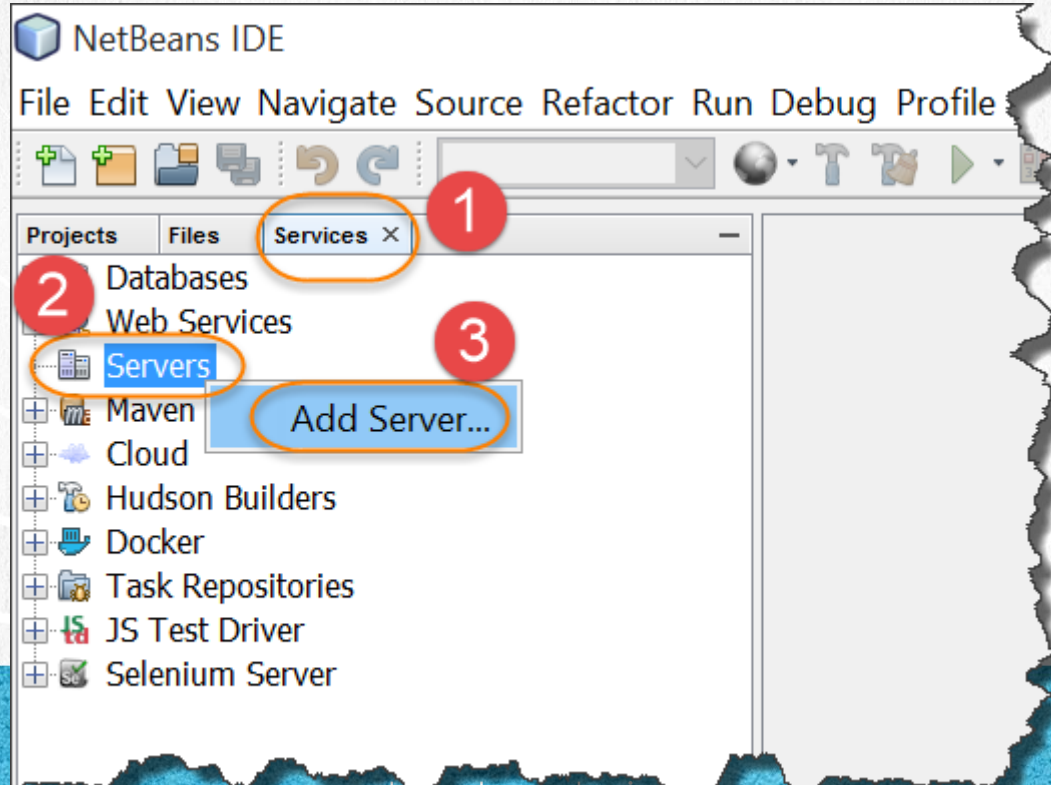 NetBeans IDE
File Edit View Navigate Source Refactor Run Debug Profile
1
Projects Files Services
2
Databases
Web Services
3
Servers
Maven
Add Server...
Cloud
Hudson Builders
Docker
Task Repositories
JS Test Driver
Selenium Server